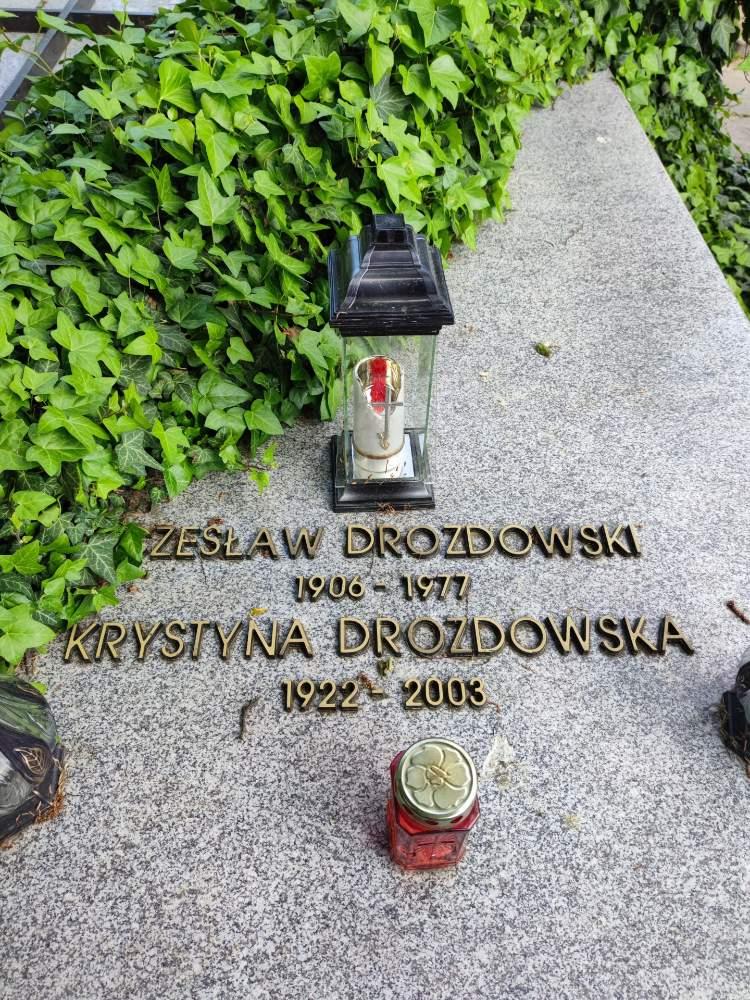 ZESŁAW DROZDOWSKI
1906 - 1977
KRYSTYNA DROZDOWSKA
1922 - 2003